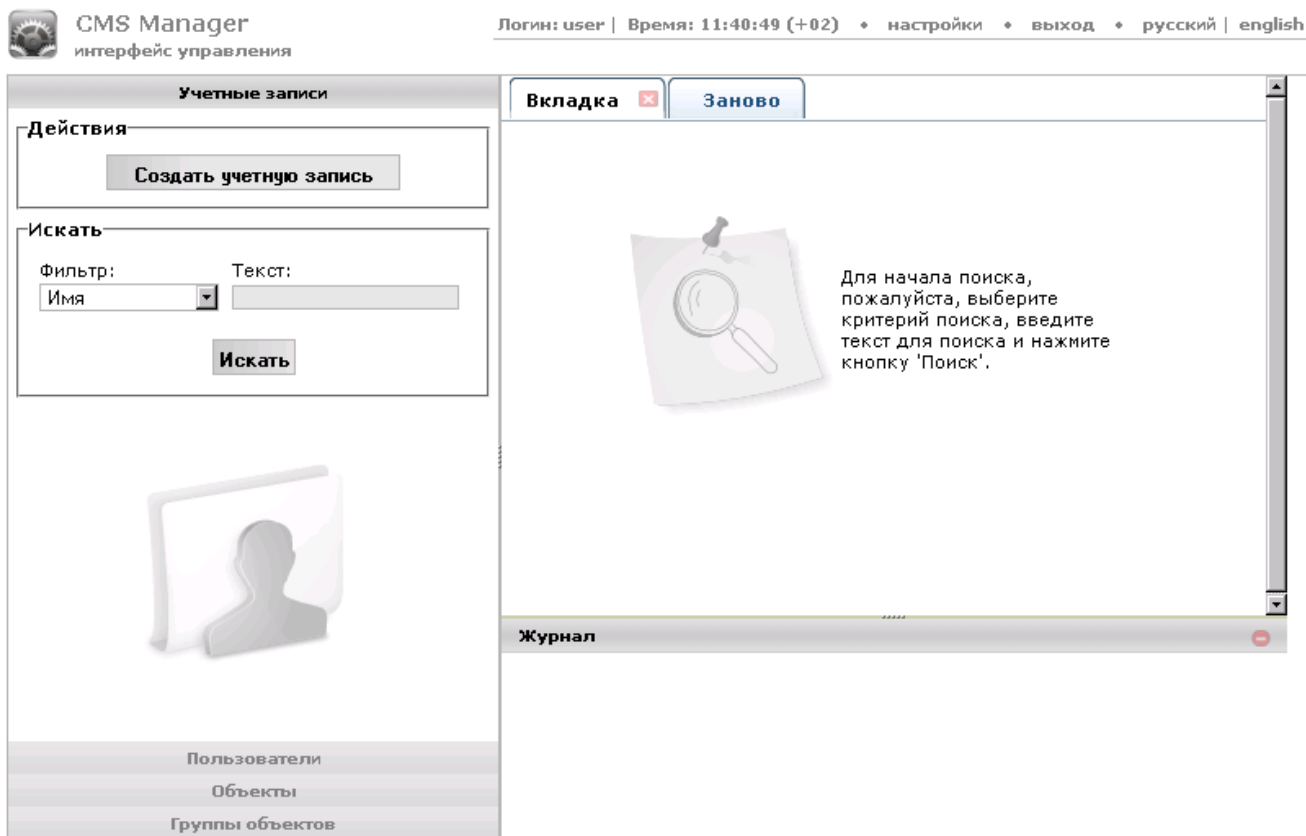 CMS Manager
интерфейс управления
Логин: user | Время: 11:40:49 (+02) • настройки • выход • русский | english
Учетные записи
Действия
Создать учетную запись
Искать
Фильтр: Текст:
Имя
Искать
Вкладка Заново
Для начала поиска,
пожалуйста, выберите
критерий поиска, введите
текст для поиска и нажмите
кнопку 'Поиск'.
Журнал
Пользователи
Объекты
Группы объектов